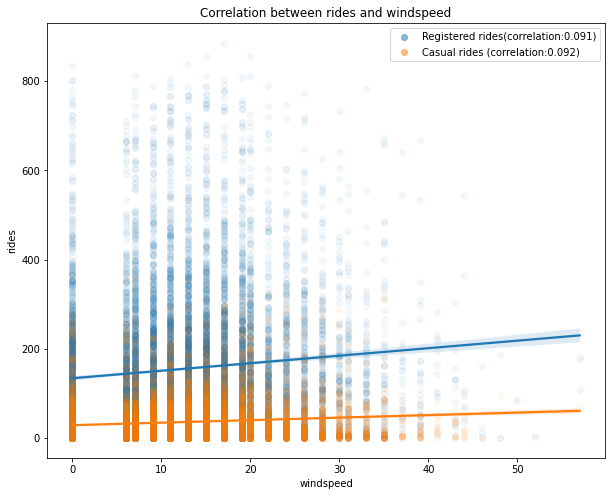 Correlation between rides and windspeed
Registered rides(correlation:0.091)
Casual rides (correlation:0.092)
800
600
400
200
0
rides
0 10 20 30 40 50
windspeed